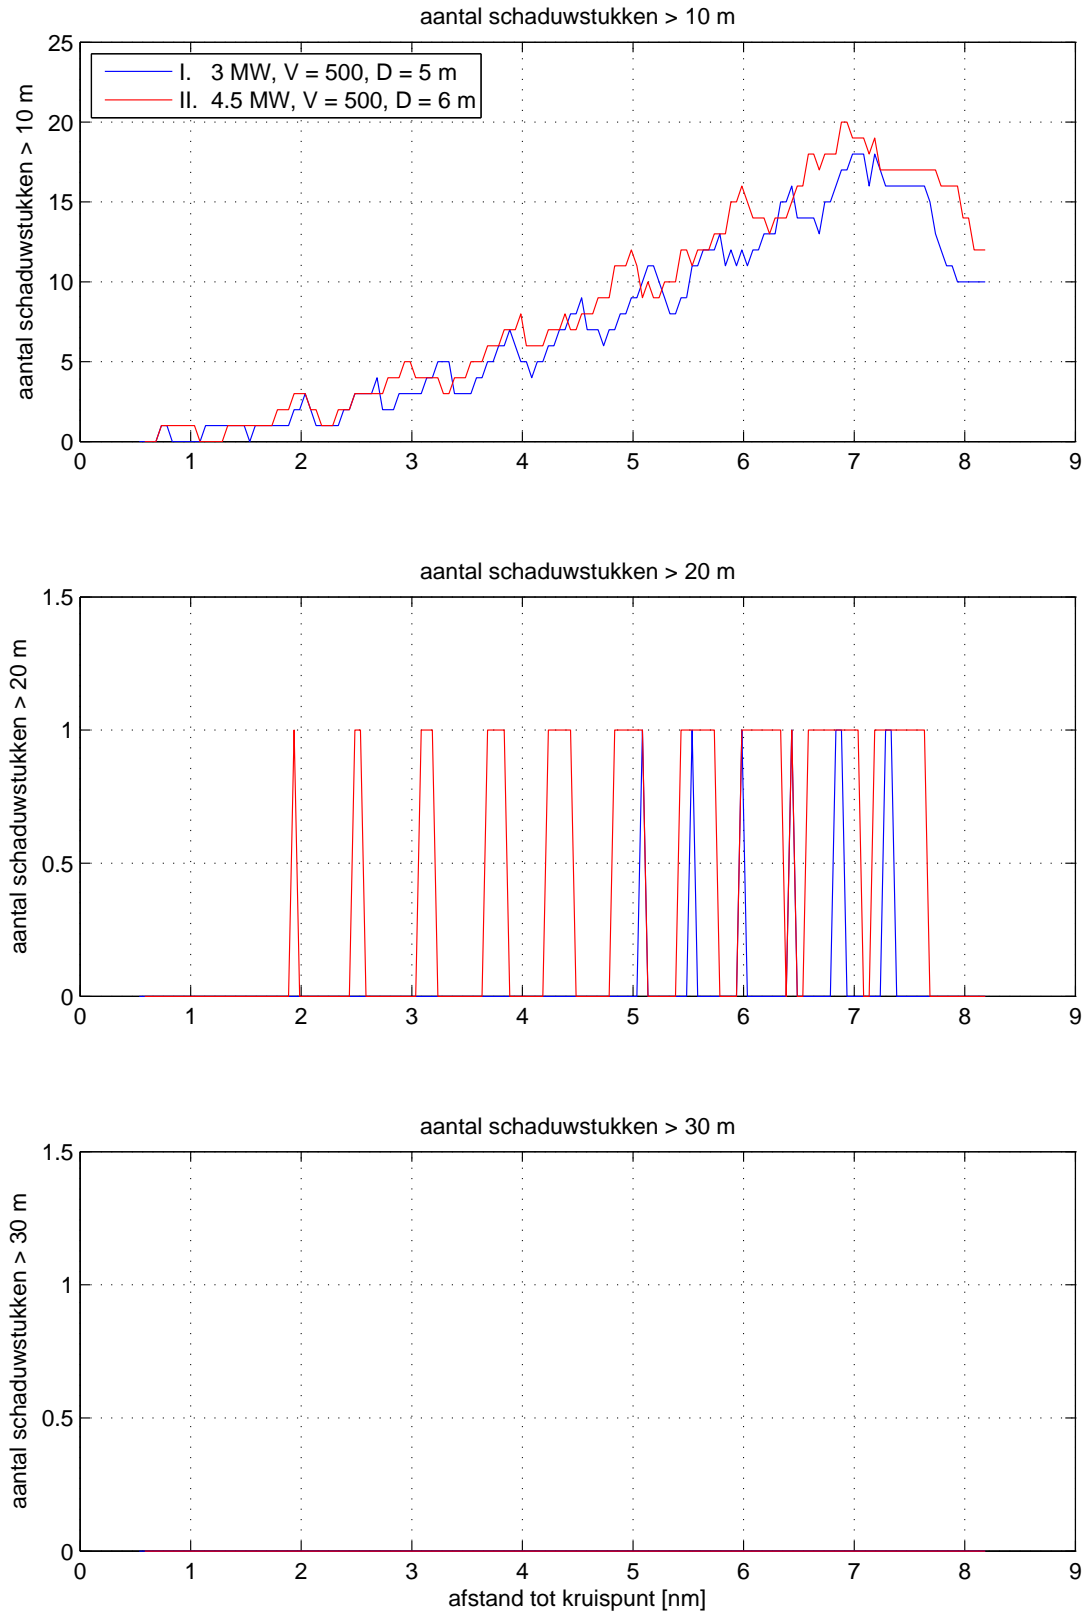 aantal schaduwstukken > 10 m
aantal schaduwstukken > 10 m
25
20
15
10
5
0
I. 3 MW, V = 500, D = 5 m
II. 4.5 MW, V = 500, D = 6 m
0 1 2 3 4 5 6 7 8 9
aantal schaduwstukken > 20 m
aantal schaduwstukken > 20 m
1.5
1
0.5
0
0 1 2 3 4 5 6 7 8 9
aantal schaduwstukken > 30 m
aantal schaduwstukken > 30 m
1.5
1
0.5
0
0 1 2 3 4 5 6 7 8 9
afstand tot kruispunt [nm]